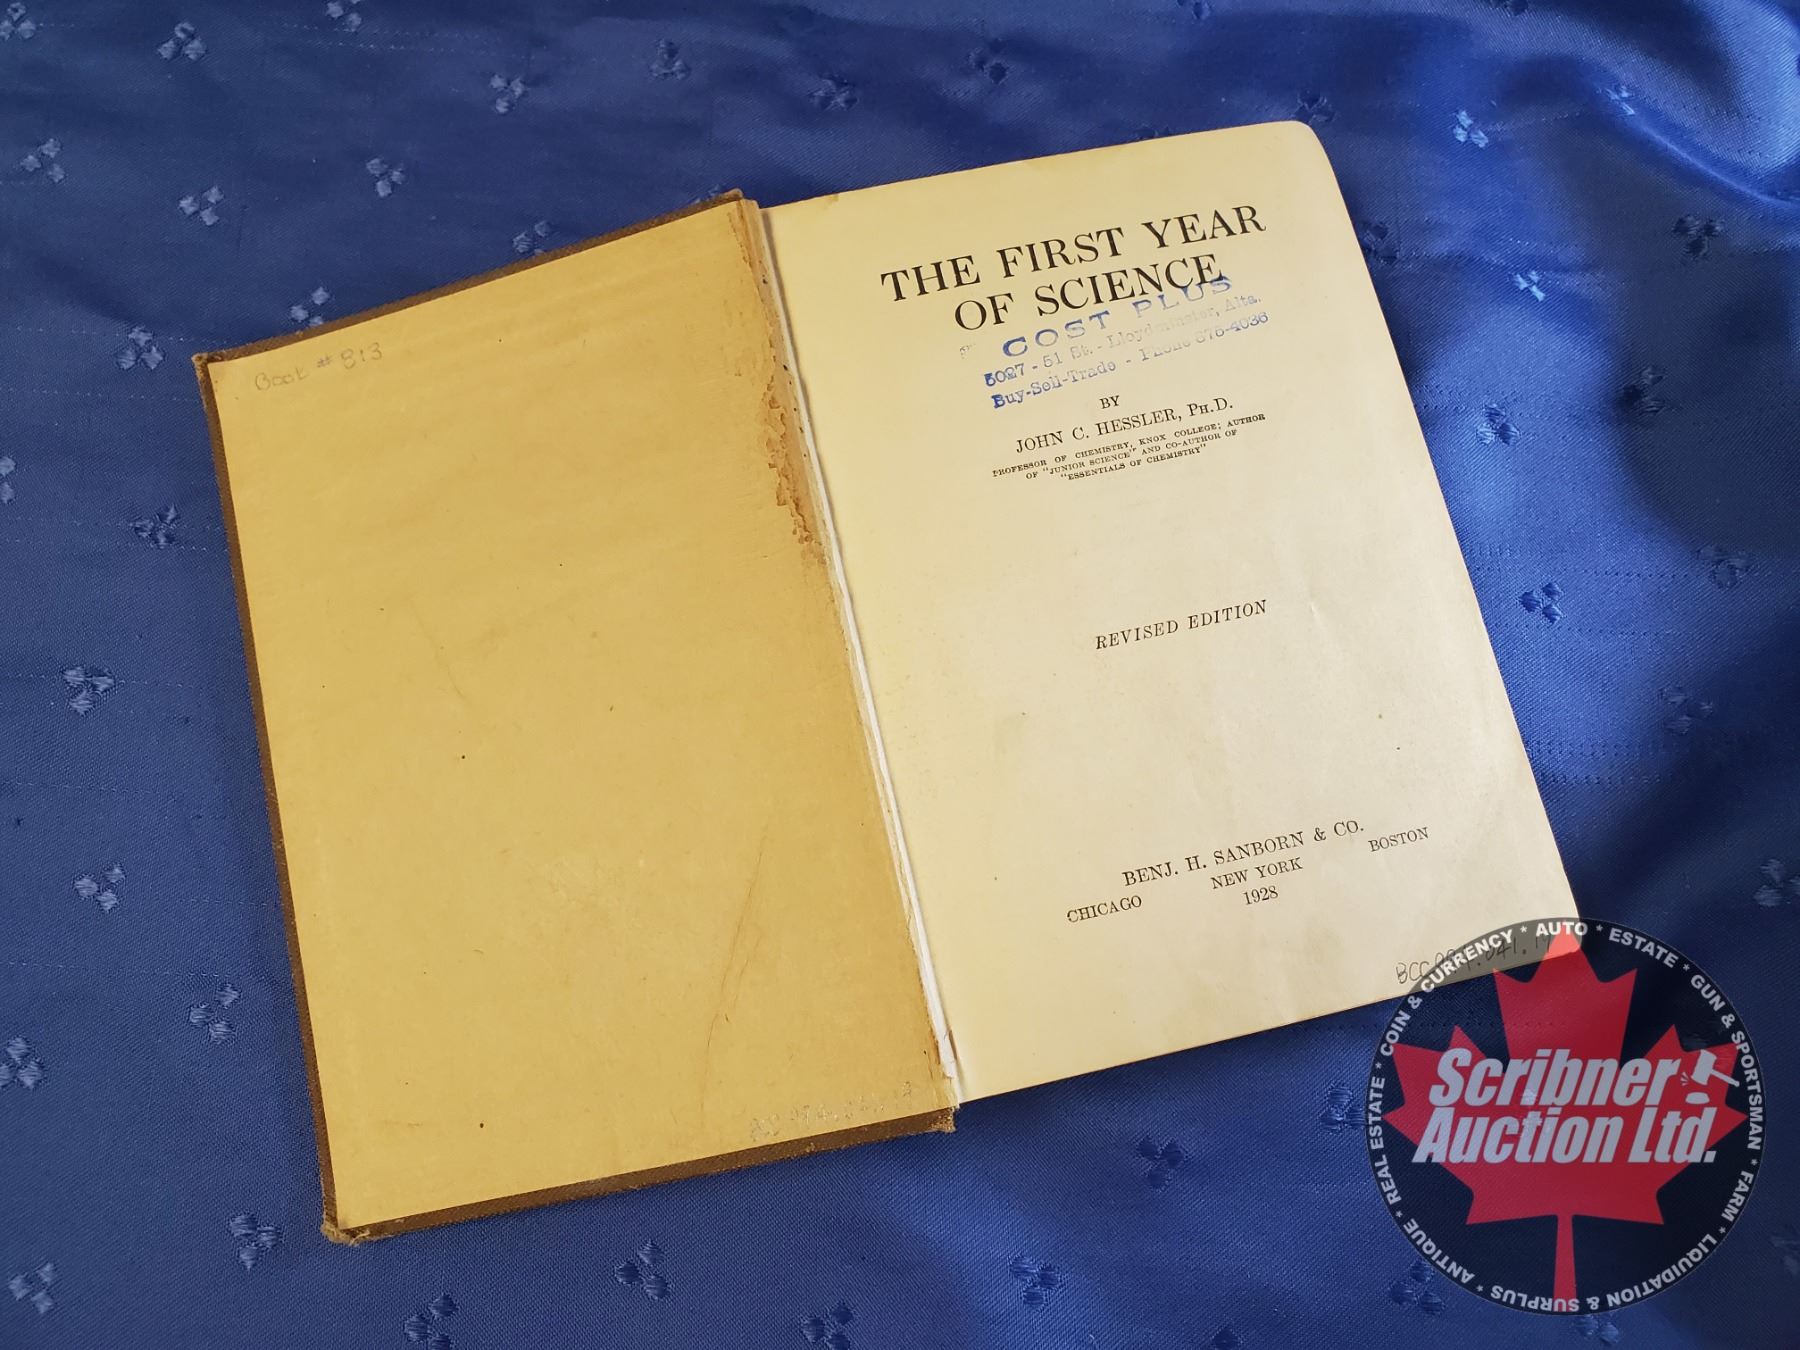 Book # 813
THE FIRST YEAR
OF SCIENCE
COST PLUS
5027 - 51 St. - Lloydminster, Alta.
Buy-Sell-Trade - Phone 875-4036
BY
JOHN C. HESSLER, PH.D.
PROFESSOR OF CHEMISTRY, KNOX COLLEGE; AUTHOR
OF "JUNIOR SCIENCE" AND CO-AUTHOR OF
"ESSENTIALS OF CHEMISTRY"
REVISED EDITION
BENJ. H. SANBORN & CO.
CHICAGO NEW YORK BOSTON
1928
COIN & CURRENCY * AUTO * ESTATE * GUN & SPORTSMAN * FARM * LIQUIDATION & SURPLUS * ANTIQUE * REAL ESTATE *
Scribner
Auction Ltd.